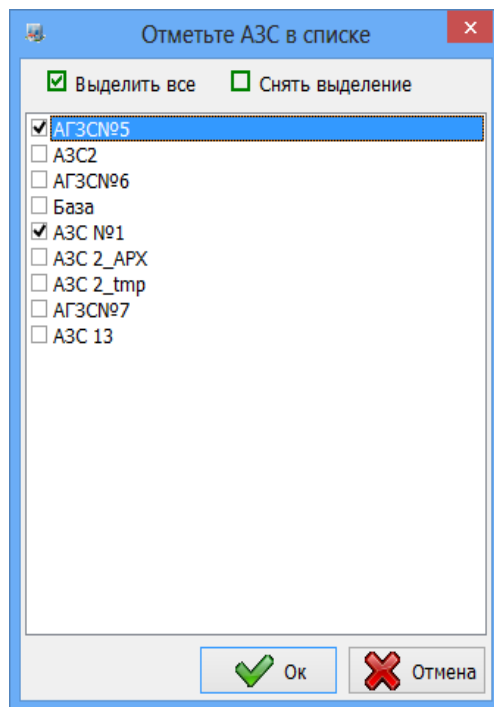 Отметьте АЗС в списке
Выделить все Снять выделение
АГЗС№5
АЗС2
АГЗС№6
База
АЗС №1
АЗС 2_АРХ
АЗС 2_tmp
АГЗС№7
АЗС 13
Ок Отмена